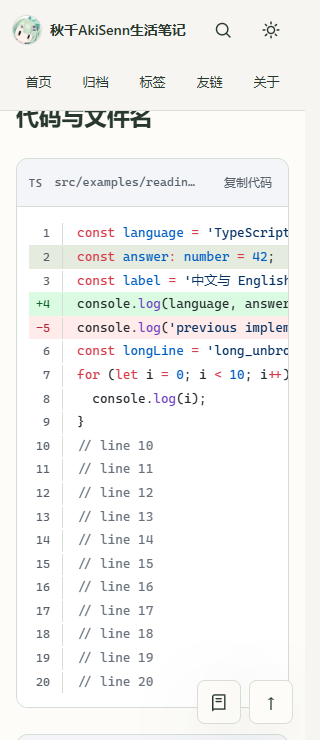 秋千AkiSenn生活笔记
首页 归档 标签 友链 关于
代码与文件名
TS src/examples/readin… 复制代码
1 const language = 'TypeScript
2 const answer: number = 42;
3 const label = '中文与 English
+4 console.log(language, answer
−5 console.log('previous implem
6 const longLine = 'long_unbro
7 for (let i = 0; i < 10; i++)
8 console.log(i);
9 }
10 // line 10
11 // line 11
12 // line 12
13 // line 13
14 // line 14
15 // line 15
16 // line 16
17 // line 17
18 // line 18
19 // line 19
20 // line 20
↑